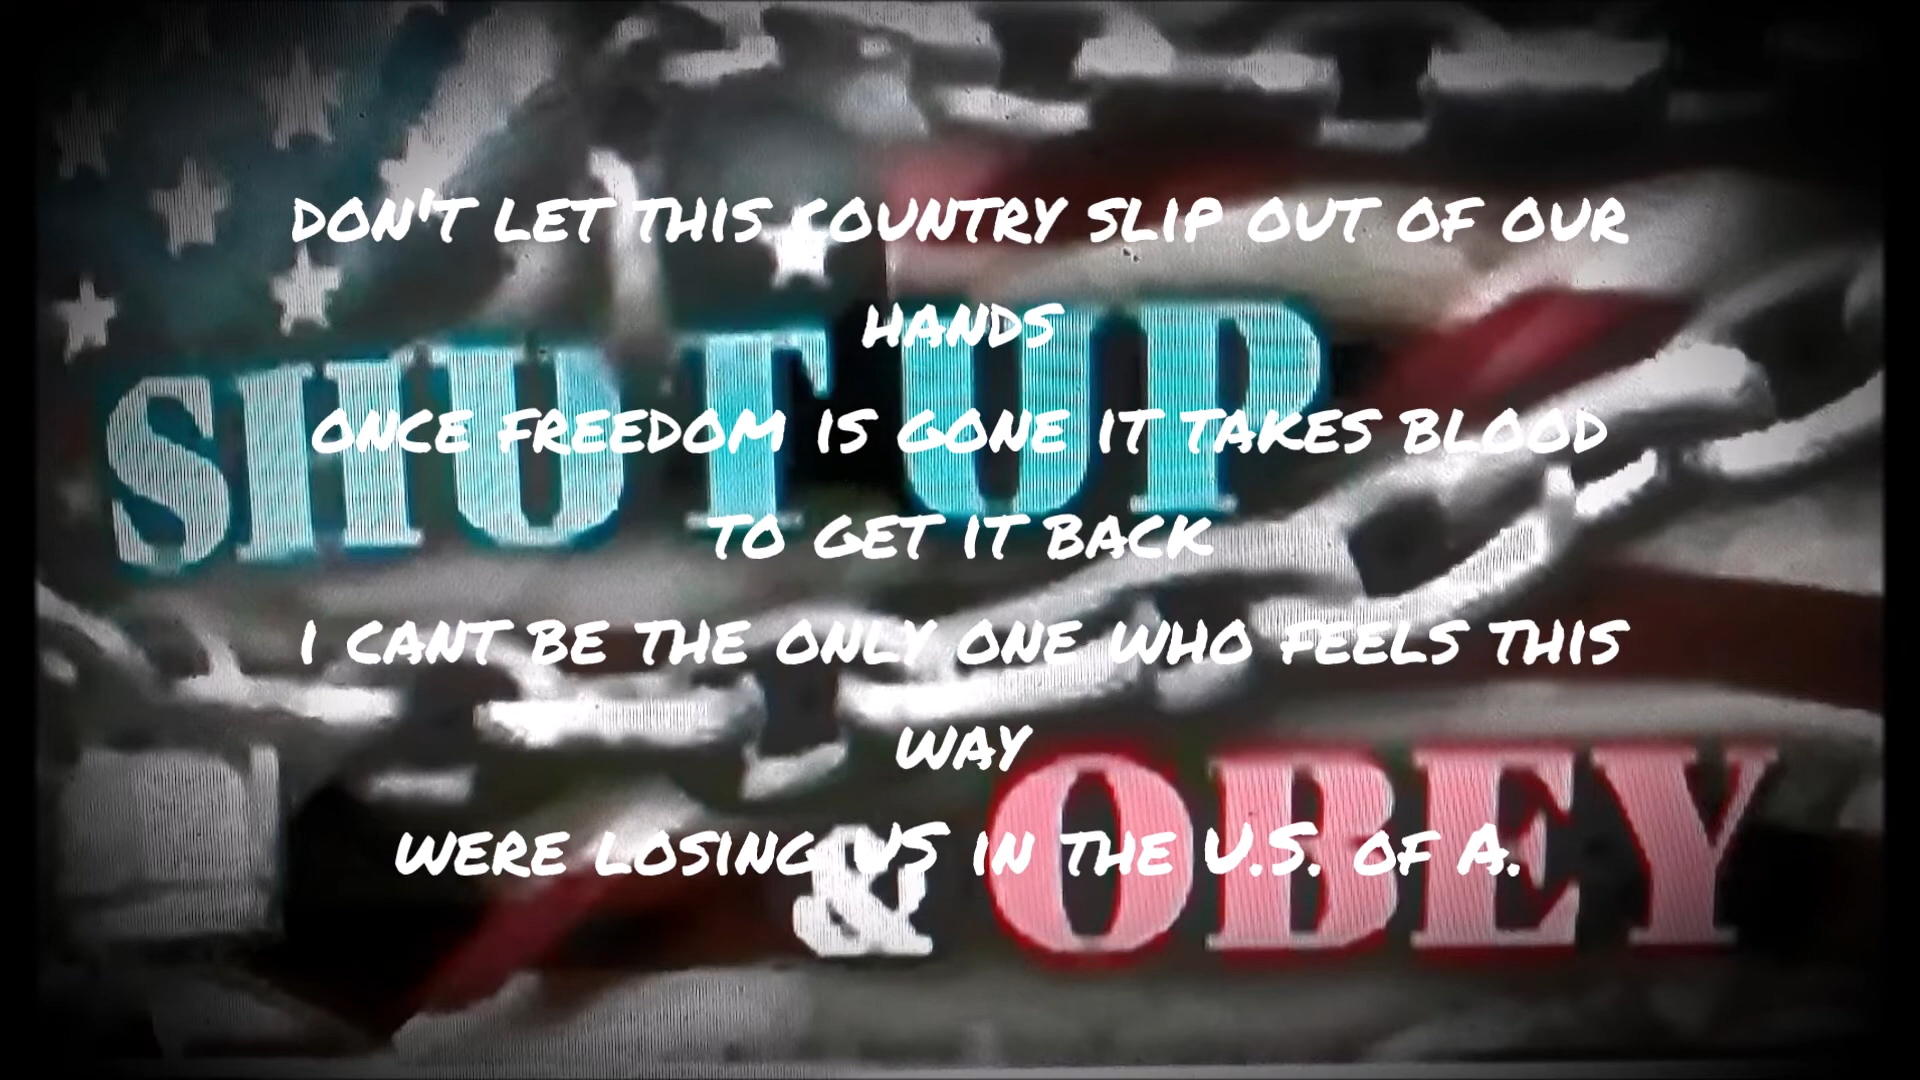 DON'T LET THIS COUNTRY SLIP OUT OF OUR
HANDS
SHUT UP
ONCE FREEDOM IS GONE IT TAKES BLOOD
TO GET IT BACK
I CANT BE THE ONLY ONE WHO FEELS THIS
WAY
WERE LOSING US IN THE U.S. OF A.
& OBEY